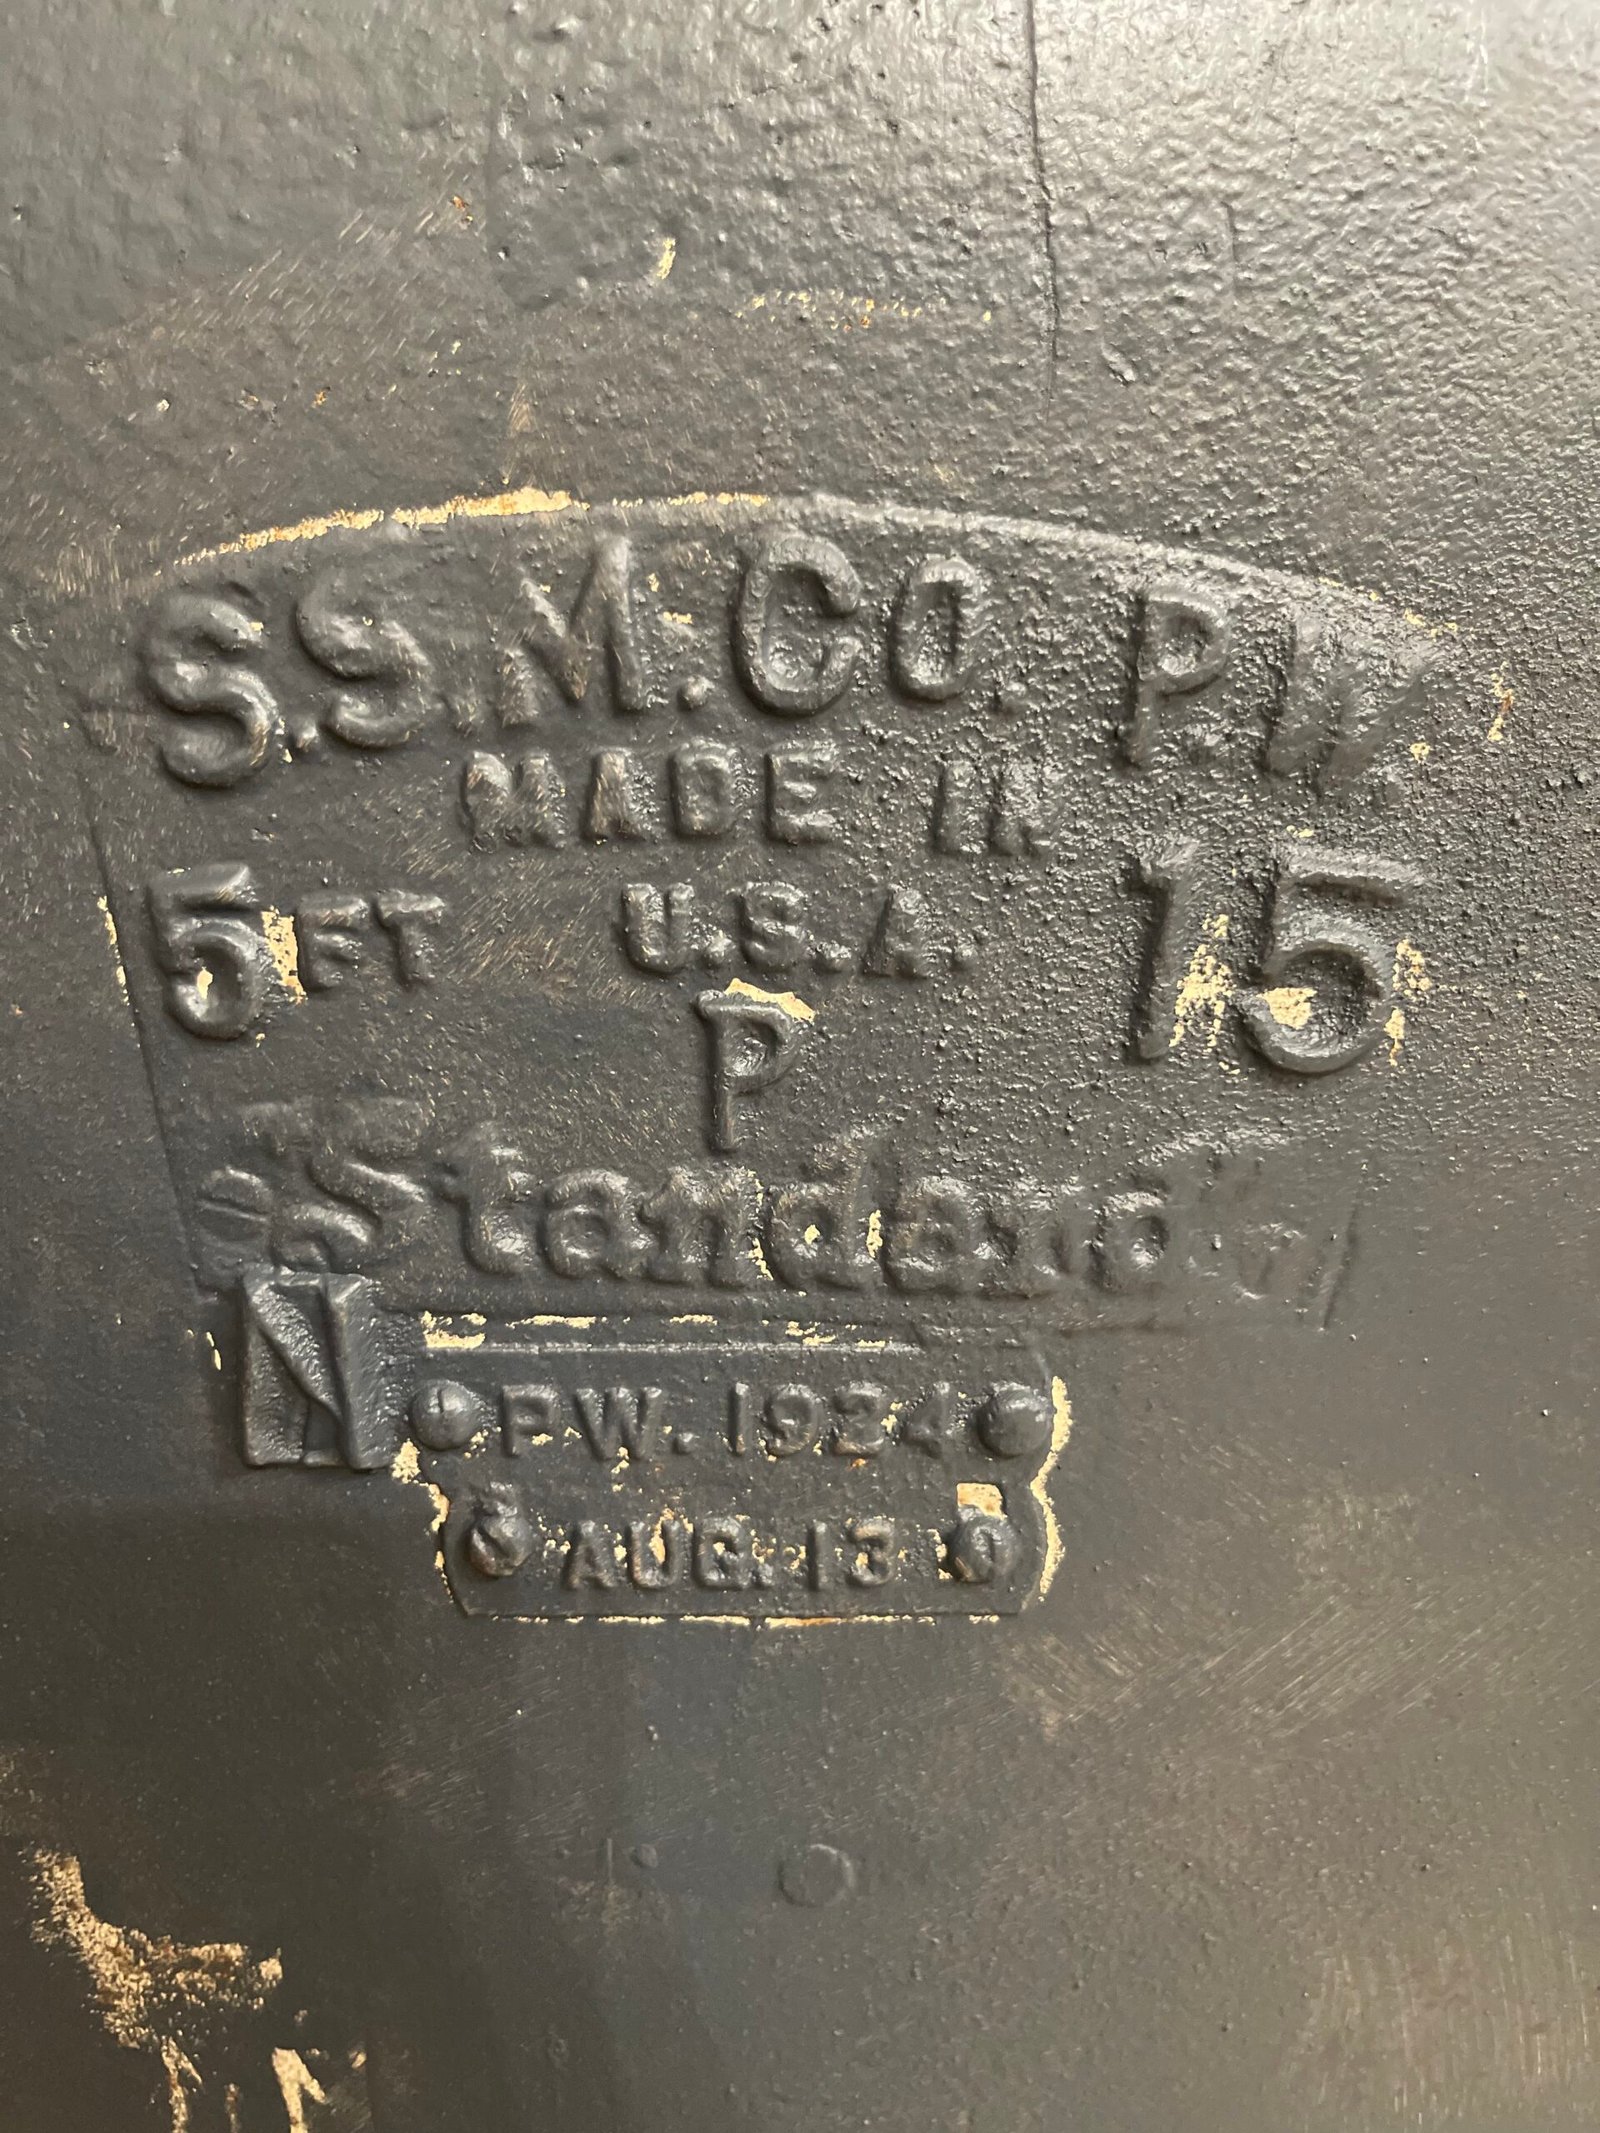 S.S.M.Co. P.W.
MADE IN
5 FT U.S.A. 15
P
"Standard"
N
P.W. 1924
AUG. 13